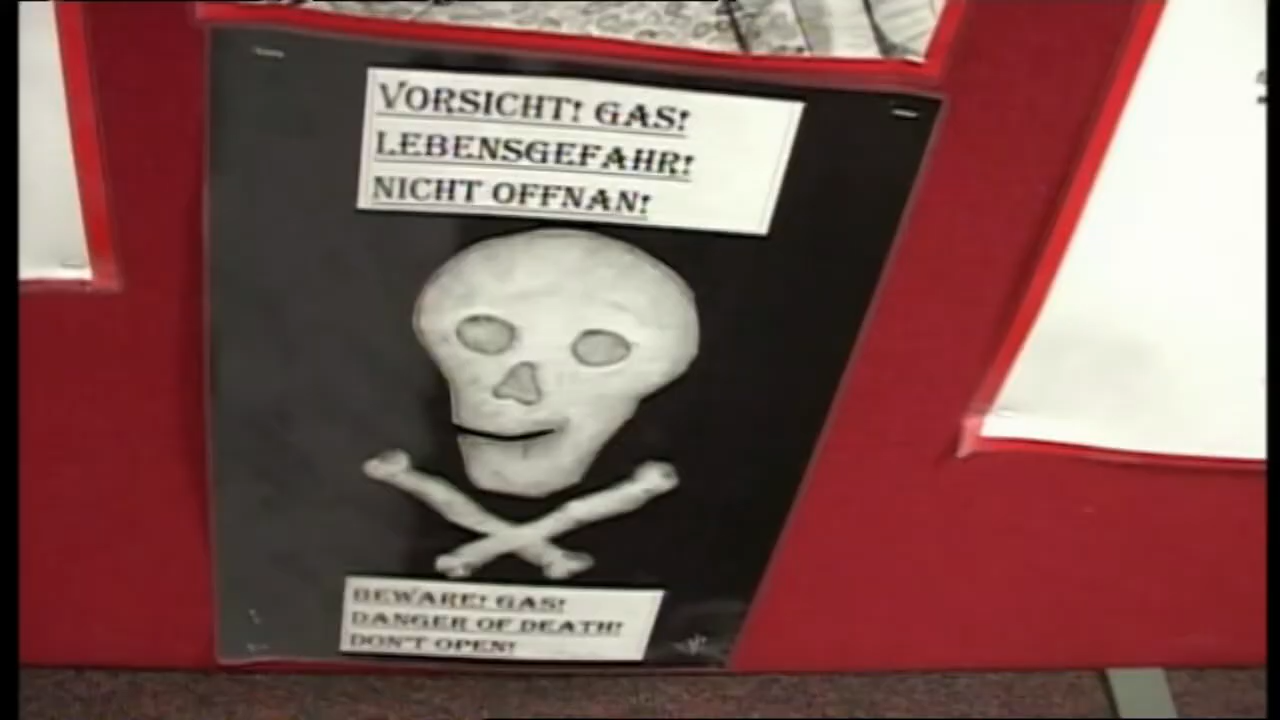 VORSICHT! GAS!
LEBENSGEFAHR!
NICHT OFFNAN!
BEWARE! GAS!
DANGER OF DEATH!
DON'T OPEN!